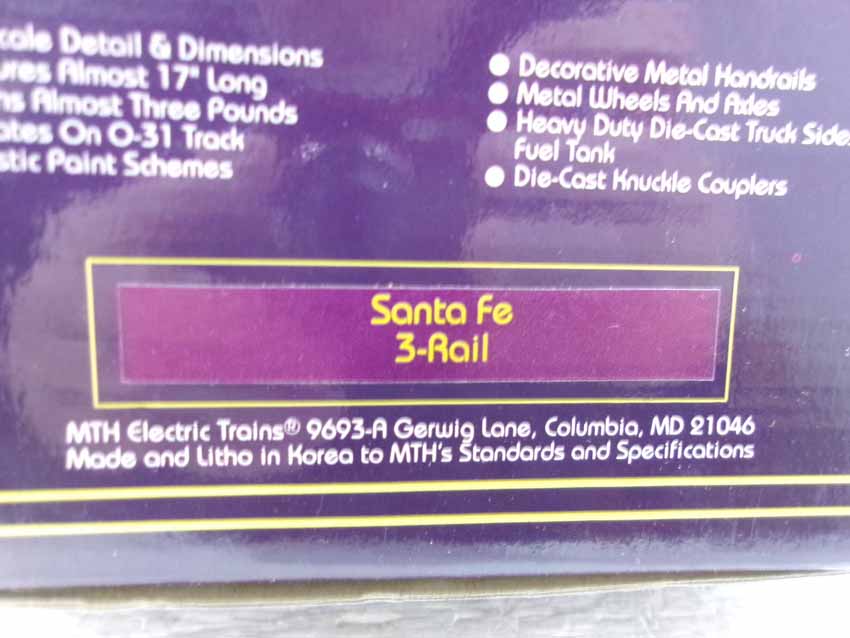 Detail & Dimensions
Almost 17" Long
Almost Three Pounds
On O-31 Track
Paint Schemes
Decorative Metal Handrails
Metal Wheels And Axles
Heavy Duty Die-Cast Truck
Fuel Tank
Die-Cast Knuckle Couplers
Santa Fe
3-Rail
MTH Electric Trains® 9693-A Gerwig Lane, Columbia, MD 21046
Made and Litho in Korea to MTH's Standards and Specifications